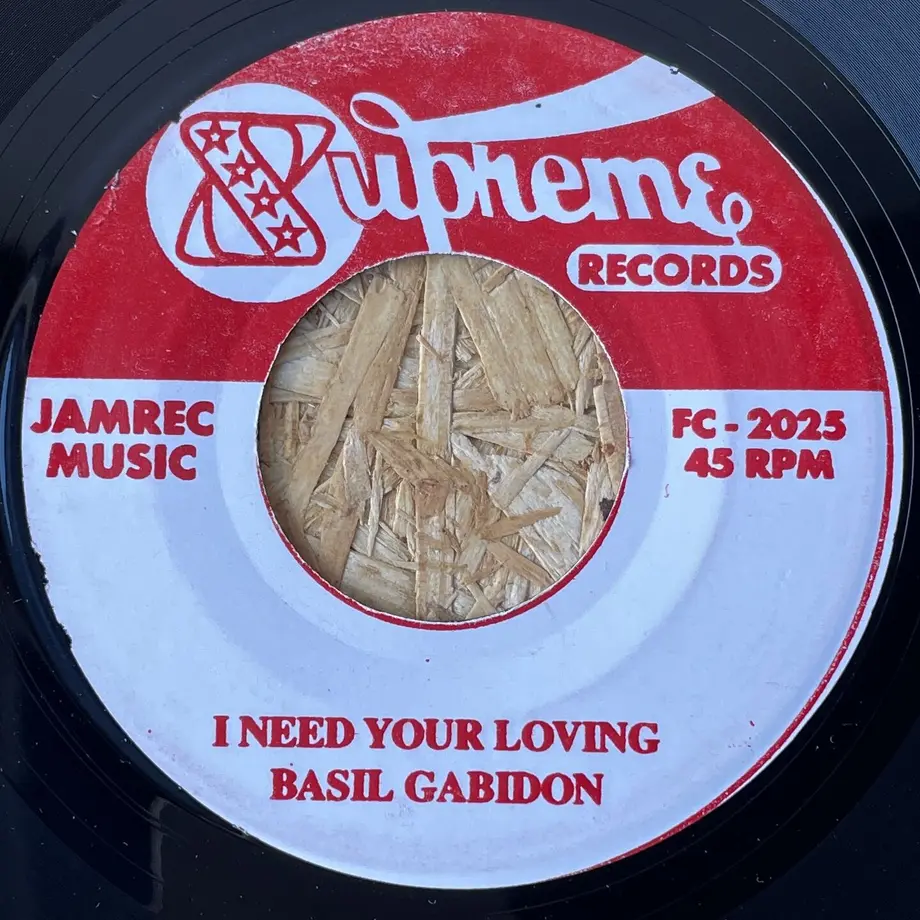 Supreme
RECORDS
JAMREC
MUSIC
FC - 2025
45 RPM
I NEED YOUR LOVING
BASIL GABIDON